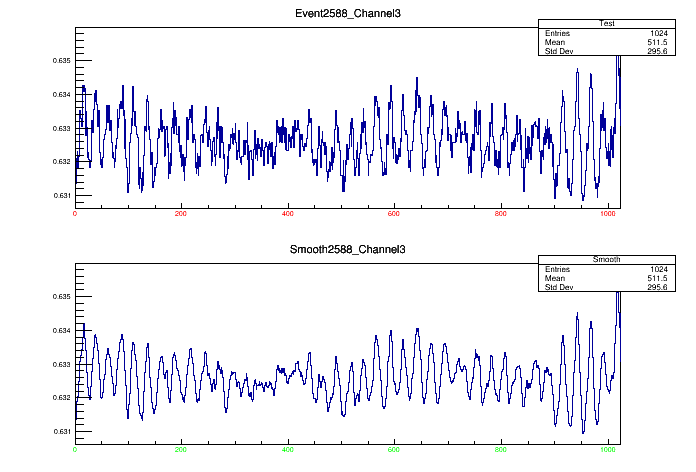 Event2588_Channel3
Test
Entries 1024
Mean 511.5
Std Dev 295.6
0.635
0.634
0.633
0.632
0.631
0 200 400 600 800 1000
Smooth2588_Channel3
Smooth
Entries 1024
Mean 511.5
Std Dev 295.6
0.635
0.634
0.633
0.632
0.631
0 200 400 600 800 1000